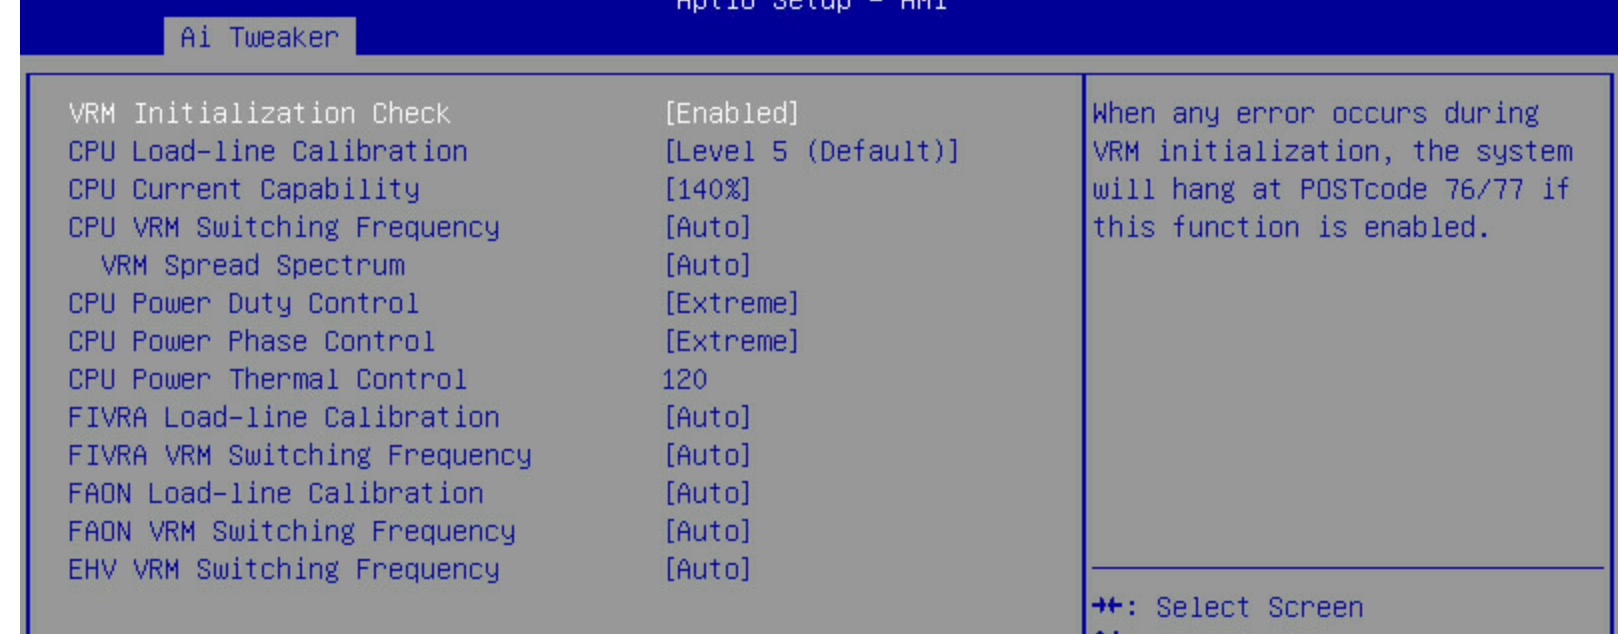 Aptio Setup - AMI
Ai Tweaker
VRM Initialization Check [Enabled]
CPU Load-line Calibration [Level 5 (Default)]
CPU Current Capability [140%]
CPU VRM Switching Frequency [Auto]
VRM Spread Spectrum [Auto]
CPU Power Duty Control [Extreme]
CPU Power Phase Control [Extreme]
CPU Power Thermal Control 120
FIVRA Load-line Calibration [Auto]
FIVRA VRM Switching Frequency [Auto]
FAON Load-line Calibration [Auto]
FAON VRM Switching Frequency [Auto]
EHV VRM Switching Frequency [Auto]
When any error occurs during
VRM initialization, the system
will hang at POSTcode 76/77 if
this function is enabled.
→←: Select Screen